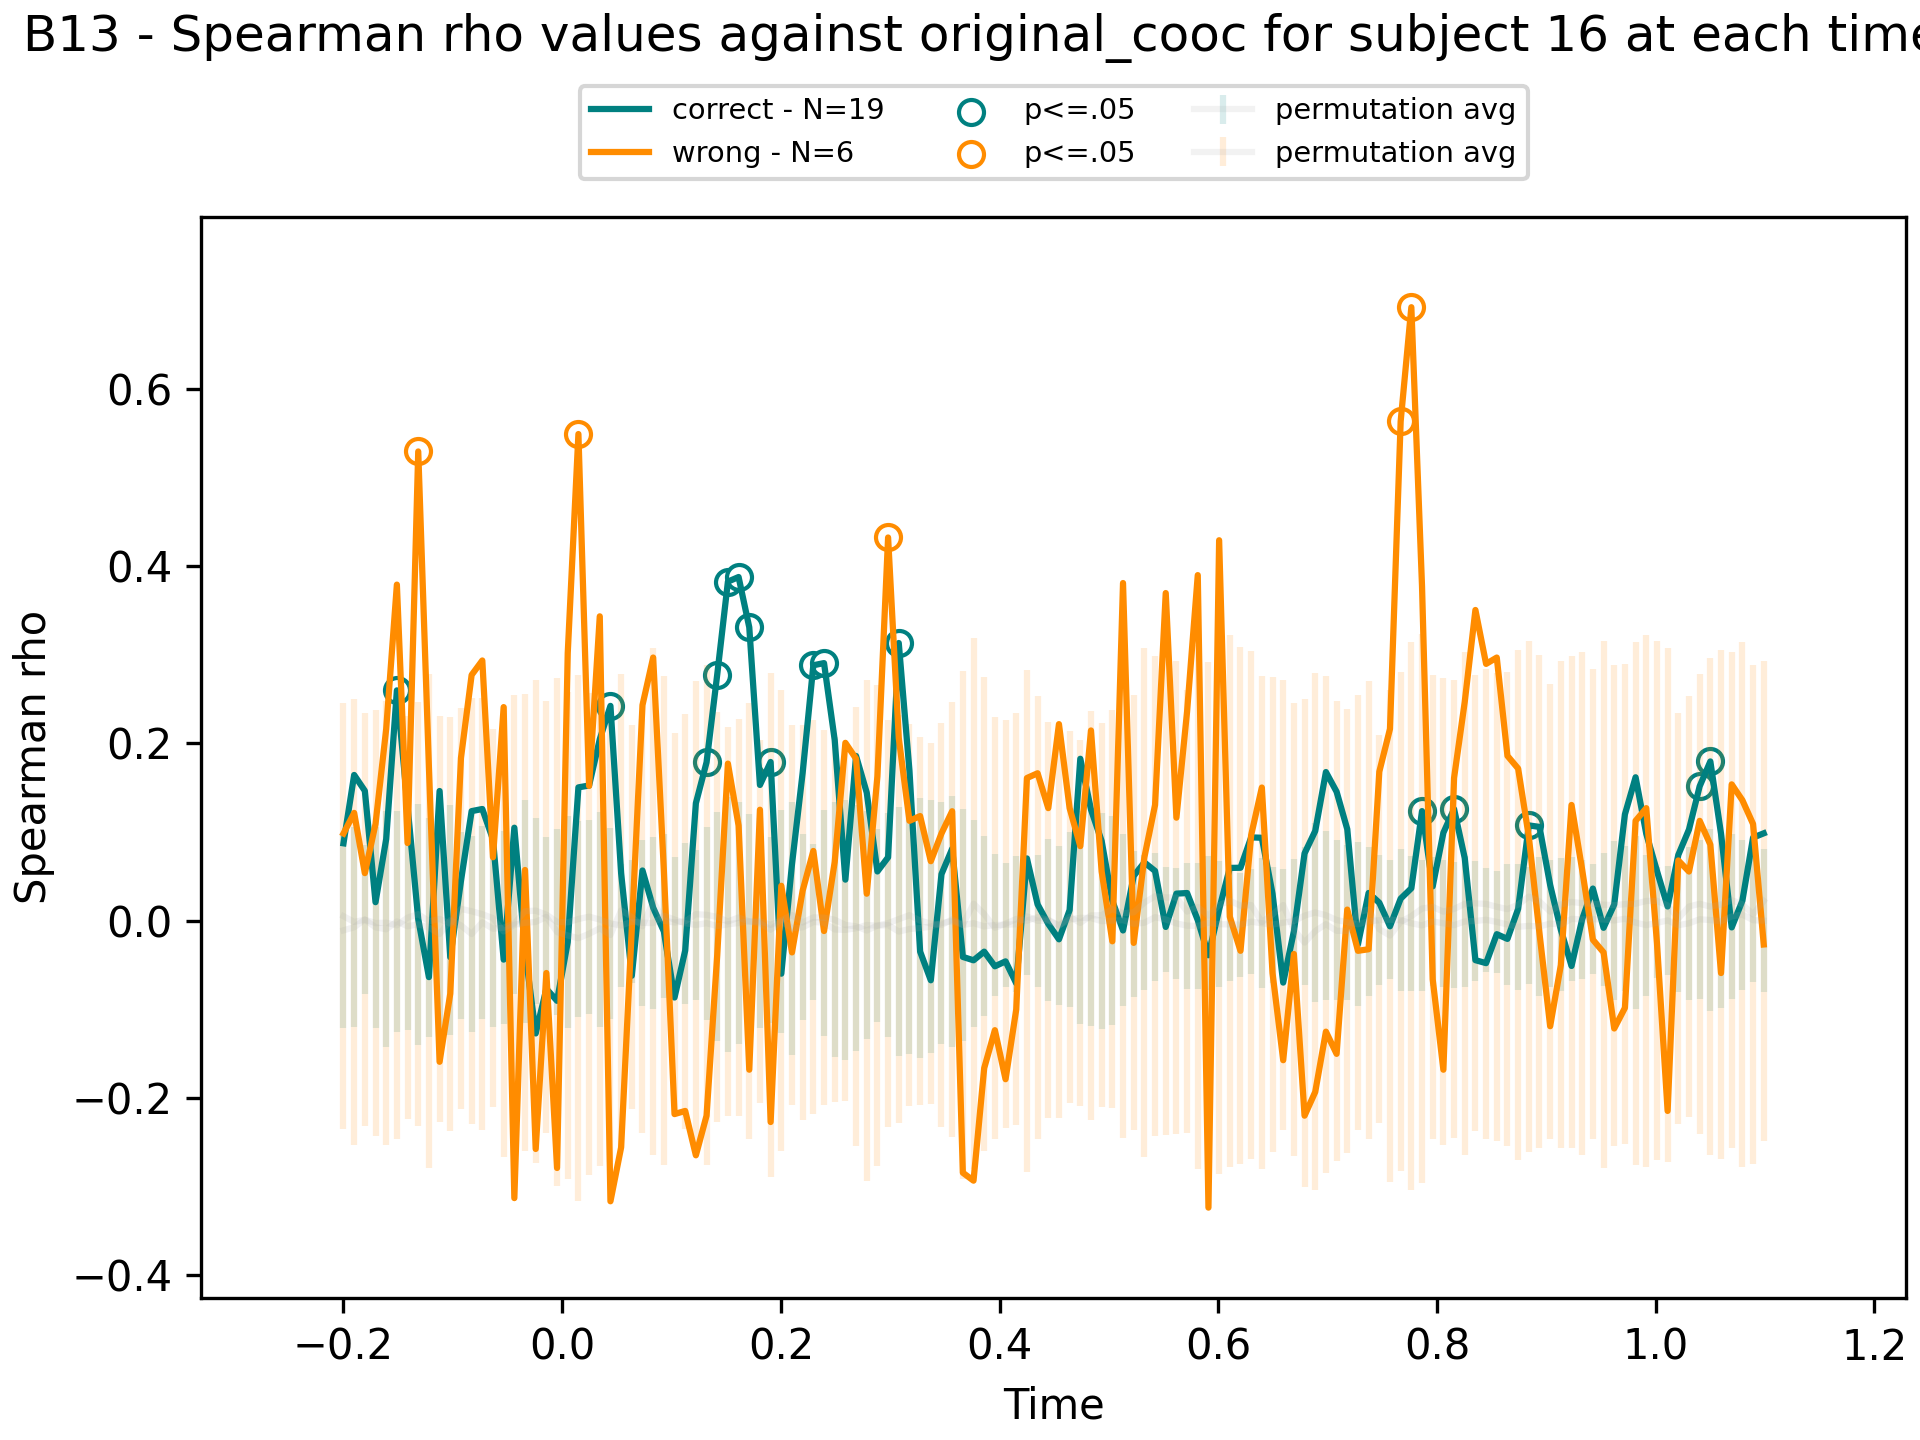 B13 - Spearman rho values against original_cooc for subject 16 at each time
correct - N=19
wrong - N=6
p<=.05
p<=.05
permutation avg
permutation avg
Spearman rho
0.6
0.4
0.2
0.0
−0.2
−0.4
−0.2 0.0 0.2 0.4 0.6 0.8 1.0 1.2
Time